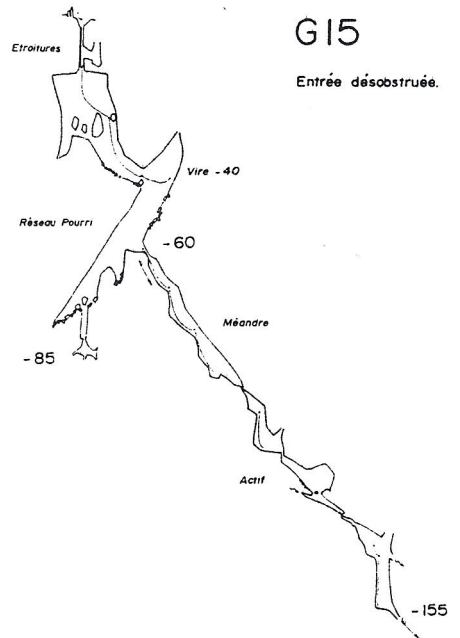 G15
Etroitures
Entrée désobstruée.
Vire -40
Réseau Pourri
-60
Méandre
-85
Actif
-155